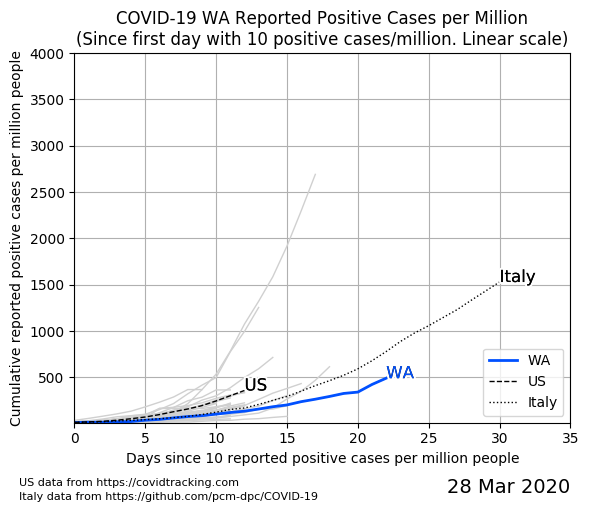 COVID-19 WA Reported Positive Cases per Million
(Since first day with 10 positive cases/million. Linear scale)
Cumulative reported positive cases per million people
4000
3500
3000
2500
2000
1500
1000
500
Italy
WA
US
WA
US
Italy
0
5
10
15
20
25
30
35
Days since 10 reported positive cases per million people
US data from https://covidtracking.com
Italy data from https://github.com/pcm-dpc/COVID-19
28 Mar 2020